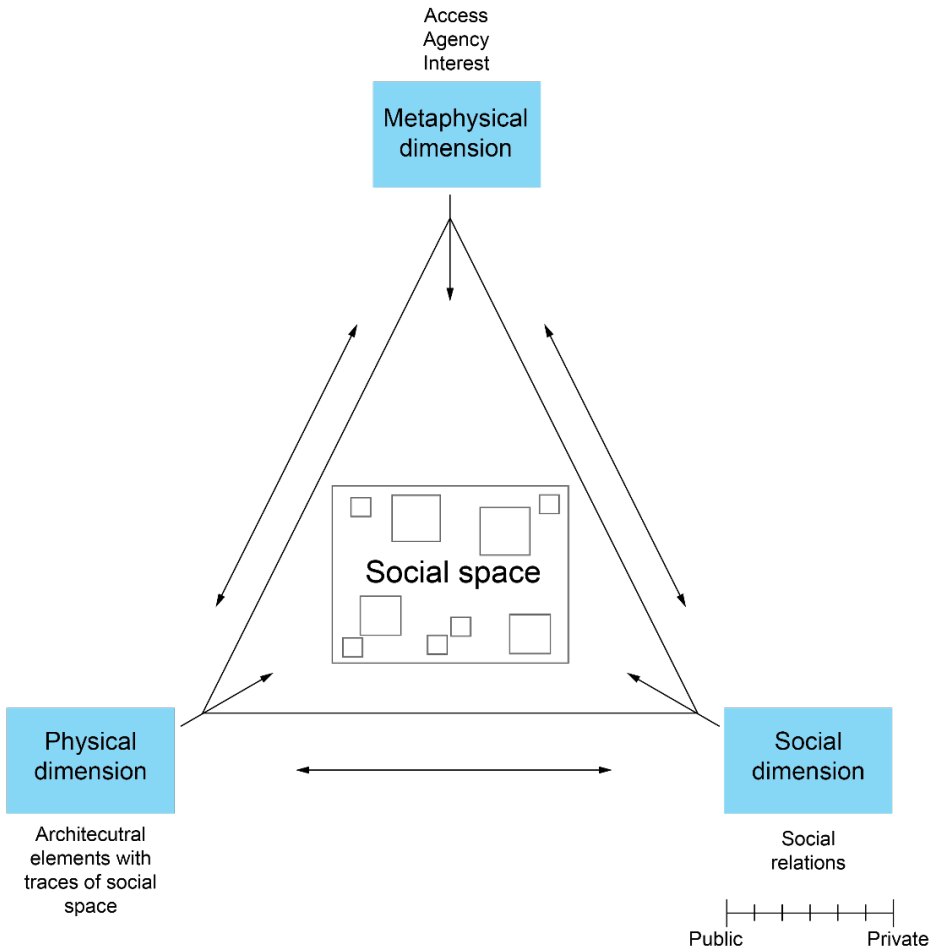 Access
Agency
Interest
Metaphysical
dimension
Social space
Physical
dimension
Architecutral
elements with
traces of social
space
Social
dimension
Social
relations
Public
Private